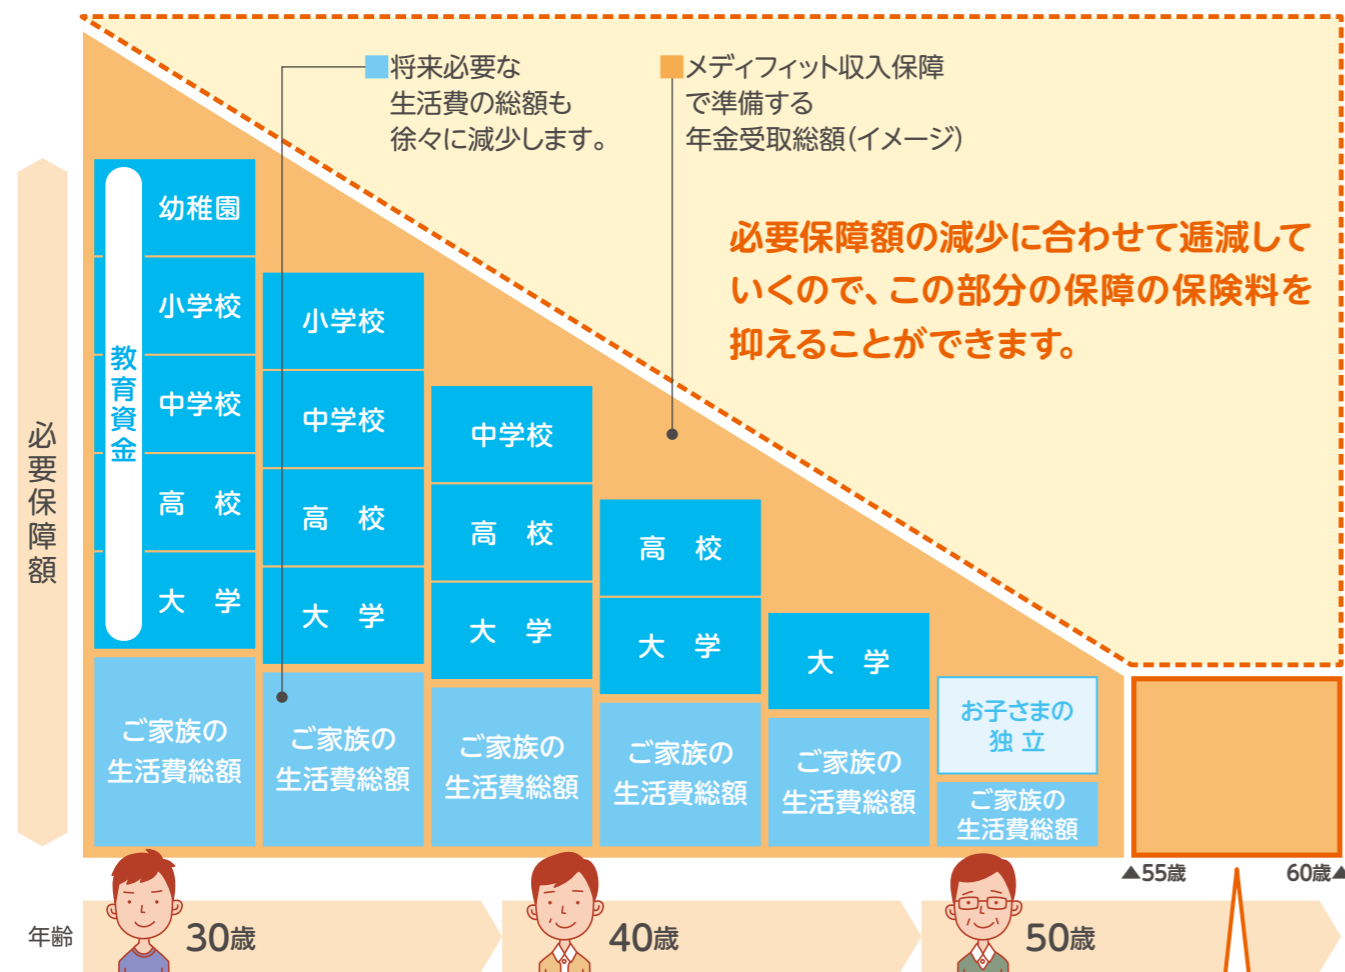 将来必要な
生活費の総額も
徐々に減少します。
メディフィット収入保障
で準備する
年金受取総額(イメージ)
必要保障額の減少に合わせて逓減して
いくので、この部分の保障の保険料を
抑えることができます。
必要保障額
教育資金
幼稚園
小学校
中学校
高 校
大 学
ご家族の
生活費総額
小学校
中学校
高 校
大 学
ご家族の
生活費総額
中学校
高 校
大 学
ご家族の
生活費総額
高 校
大 学
ご家族の
生活費総額
大 学
ご家族の
生活費総額
お子さまの
独 立
ご家族の
生活費総額
▲55歳
60歳▲
年齢
30歳
40歳
50歳